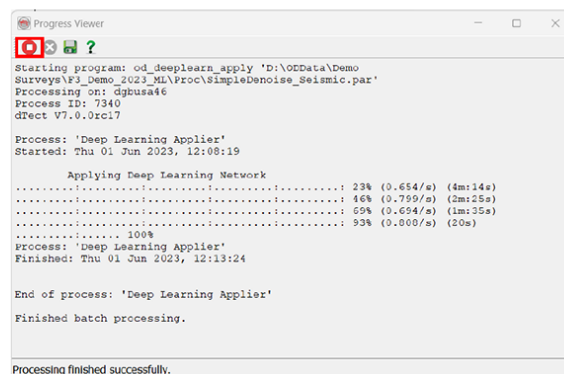 Progress Viewer
?
Starting program: od_deeplearn_apply 'D:\ODData\Demo
Surveys\F3_Demo_2023_ML\Proc\SimpleDenoise_Seismic.par'
Processing on: dgbusa46
Process ID: 7340
dTect V7.0.0rc17
Process: 'Deep Learning Applier'
Started: Thu 01 Jun 2023, 12:08:19
Applying Deep Learning Network
.........:.........:.........:.........:.........: 23% (0.654/s) (4m:14s)
.........:.........:.........:.........:.........: 46% (0.799/s) (2m:25s)
.........:.........:.........:.........:.........: 69% (0.694/s) (1m:35s)
.........:.........:.........:.........:.........: 93% (0.808/s) (20s)
.........:...... 100%
Process: 'Deep Learning Applier'
Finished: Thu 01 Jun 2023, 12:13:24
End of process: 'Deep Learning Applier'
Finished batch processing.
Processing finished successfully.